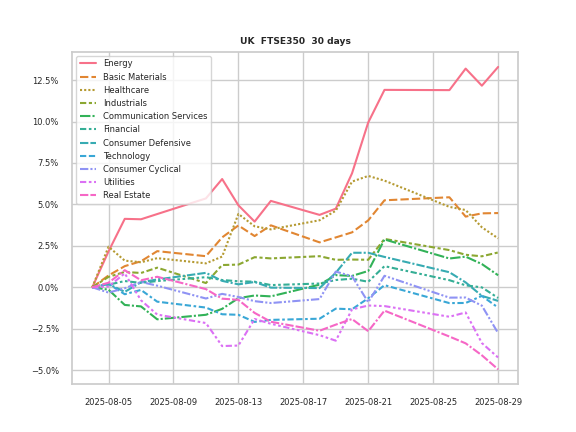 UK  FTSE350  30 days
Energy
Basic Materials
Healthcare
Industrials
Communication Services
Financial
Consumer Defensive
Technology
Consumer Cyclical
Utilities
Real Estate
12.5%
10.0%
7.5%
5.0%
2.5%
0.0%
−2.5%
−5.0%
2025-08-05 2025-08-09 2025-08-13 2025-08-17 2025-08-21 2025-08-25 2025-08-29